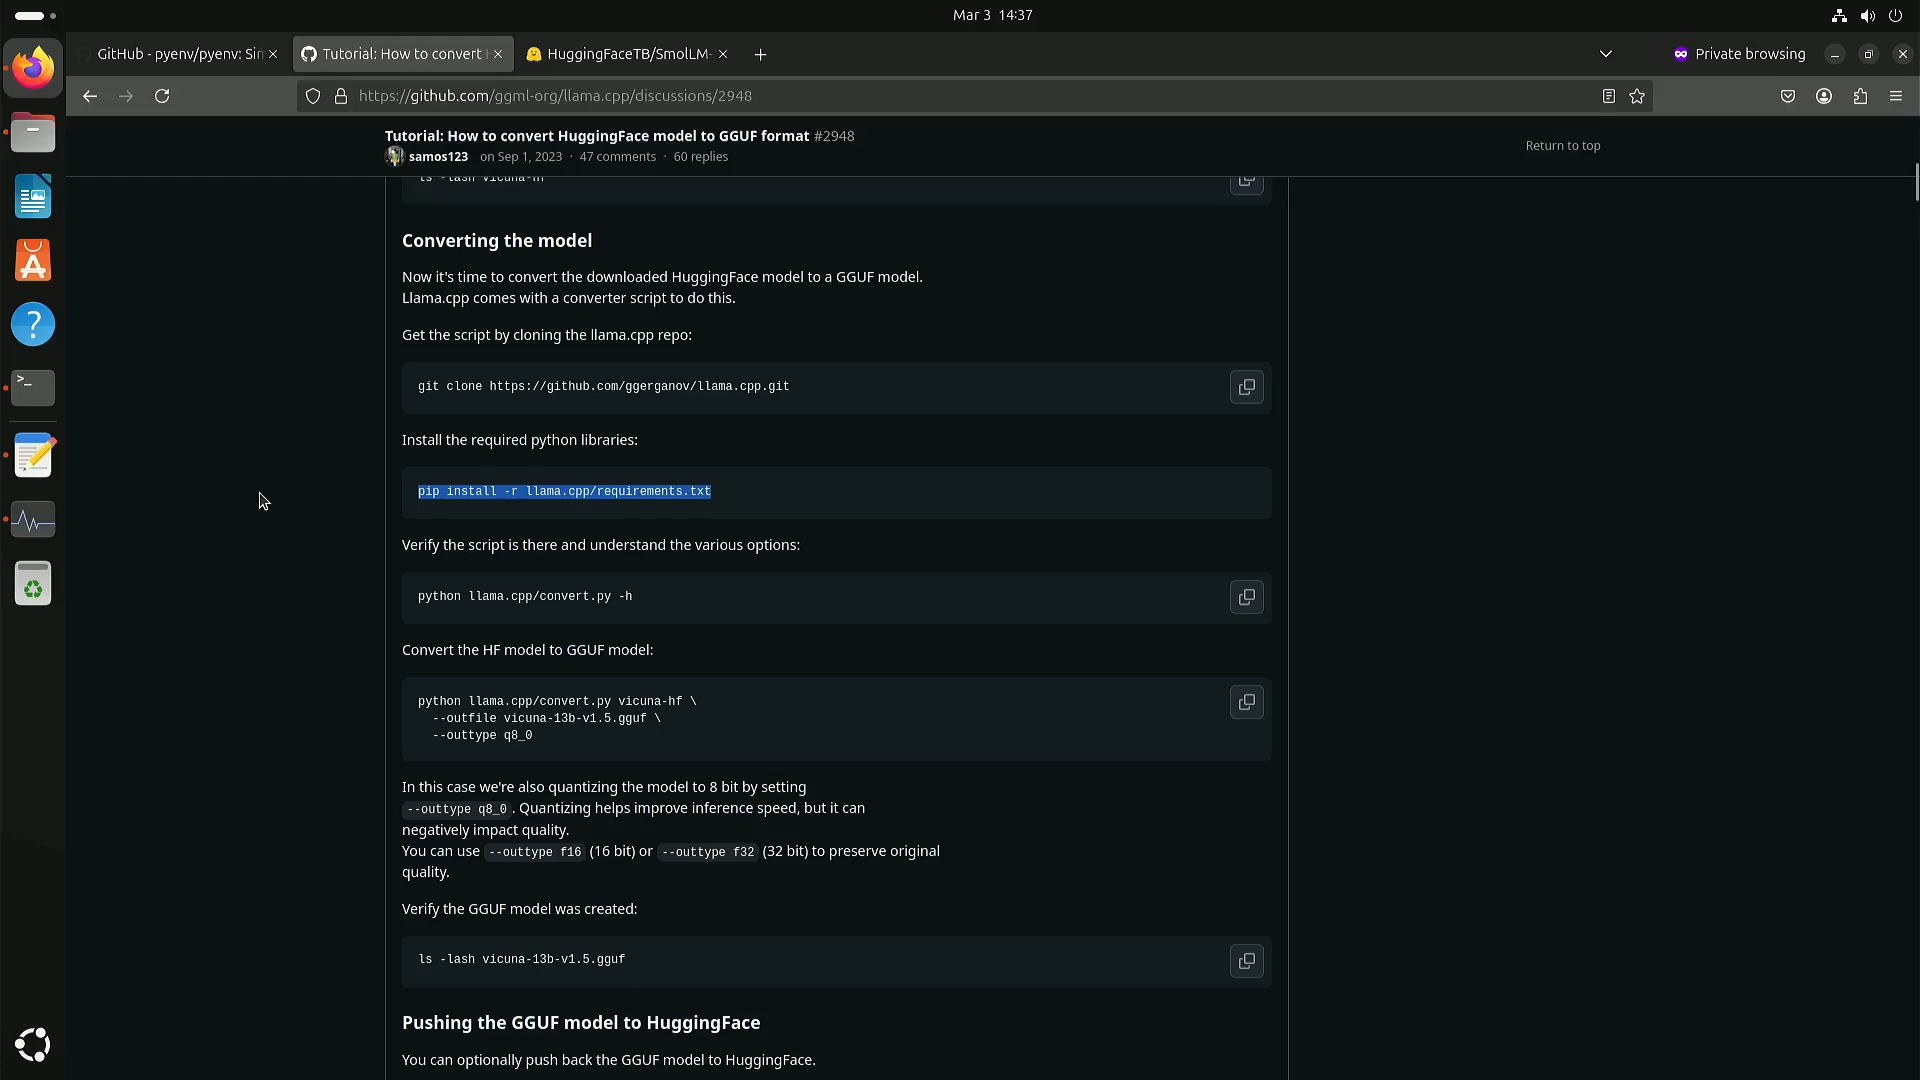 Mar 3 14:37
GitHub - pyenv/pyenv: Sin
Tutorial: How to convert H
HuggingFaceTB/SmolLM-
Private browsing
https://github.com/ggml-org/llama.cpp/discussions/2948
Tutorial: How to convert HuggingFace model to GGUF format #2948
samos123 on Sep 1, 2023 · 47 comments · 60 replies
Return to top
ls -lash vicuna-hf
Converting the model
Now it's time to convert the downloaded HuggingFace model to a GGUF model.
Llama.cpp comes with a converter script to do this.
Get the script by cloning the llama.cpp repo:
git clone https://github.com/ggerganov/llama.cpp.git
Install the required python libraries:
pip install -r llama.cpp/requirements.txt
Verify the script is there and understand the various options:
python llama.cpp/convert.py -h
Convert the HF model to GGUF model:
python llama.cpp/convert.py vicuna-hf \
--outfile vicuna-13b-v1.5.gguf \
--outtype q8_0
In this case we're also quantizing the model to 8 bit by setting
--outtype q8_0. Quantizing helps improve inference speed, but it can
negatively impact quality.
You can use --outtype f16 (16 bit) or --outtype f32 (32 bit) to preserve original
quality.
Verify the GGUF model was created:
ls -lash vicuna-13b-v1.5.gguf
Pushing the GGUF model to HuggingFace
You can optionally push back the GGUF model to HuggingFace.